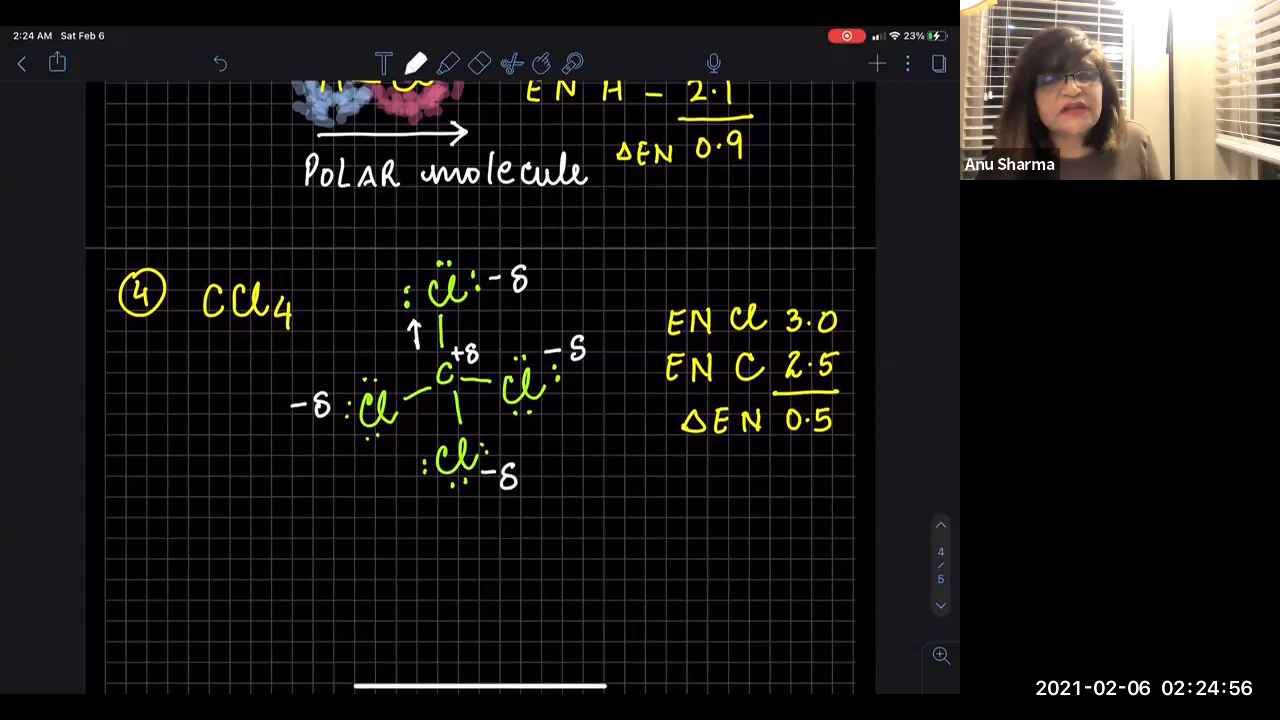 2:24 AM Sat Feb 6
23%
T
EN H - 2.1
ΔEN 0.9
POLAR molecule
4 CCl4
Cl -δ
C +δ
Cl -δ
-δ Cl
Cl -δ
EN Cl 3.0
EN C 2.5
ΔEN 0.5
4
/
5
Anu Sharma
2021-02-06 02:24:56